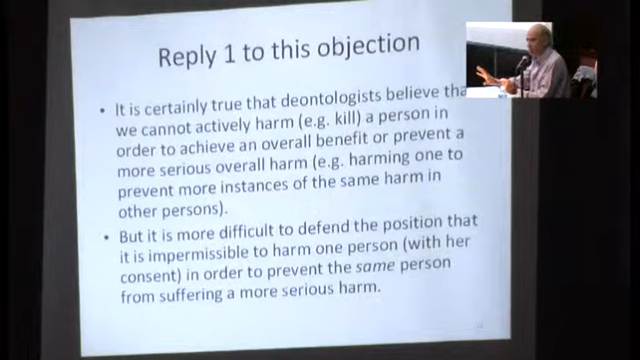 Reply 1 to this objection
• It is certainly true that deontologists believe tha
we cannot actively harm (e.g. kill) a person in
order to achieve an overall benefit or prevent a
more serious overall harm (e.g. harming one to
prevent more instances of the same harm in
other persons).
• But it is more difficult to defend the position that
it is impermissible to harm one person (with her
consent) in order to prevent the same person
from suffering a more serious harm.